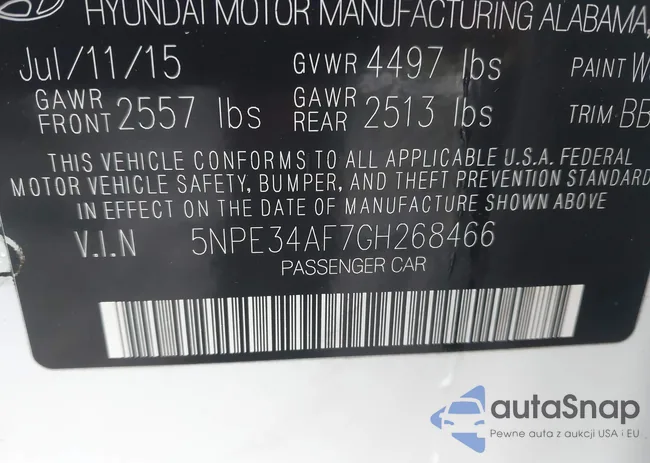 HYUNDAI MOTOR MANUFACTURING ALABAMA,
Jul/11/15 GVWR 4497 lbs PAINT W
GAWR FRONT 2557 lbs GAWR REAR 2513 lbs TRIM BB
THIS VEHICLE CONFORMS TO ALL APPLICABLE U.S.A. FEDERAL
MOTOR VEHICLE SAFETY, BUMPER, AND THEFT PREVENTION STANDARD
IN EFFECT ON THE DATE OF MANUFACTURE SHOWN ABOVE
V.I.N 5NPE34AF7GH268466
PASSENGER CAR
autaSnap
Pewne auta z aukcji USA i EU